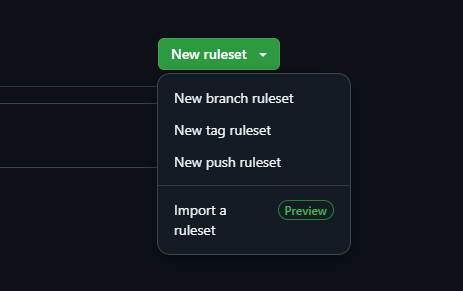 New ruleset
New branch ruleset
New tag ruleset
New push ruleset
Import a
ruleset
Preview